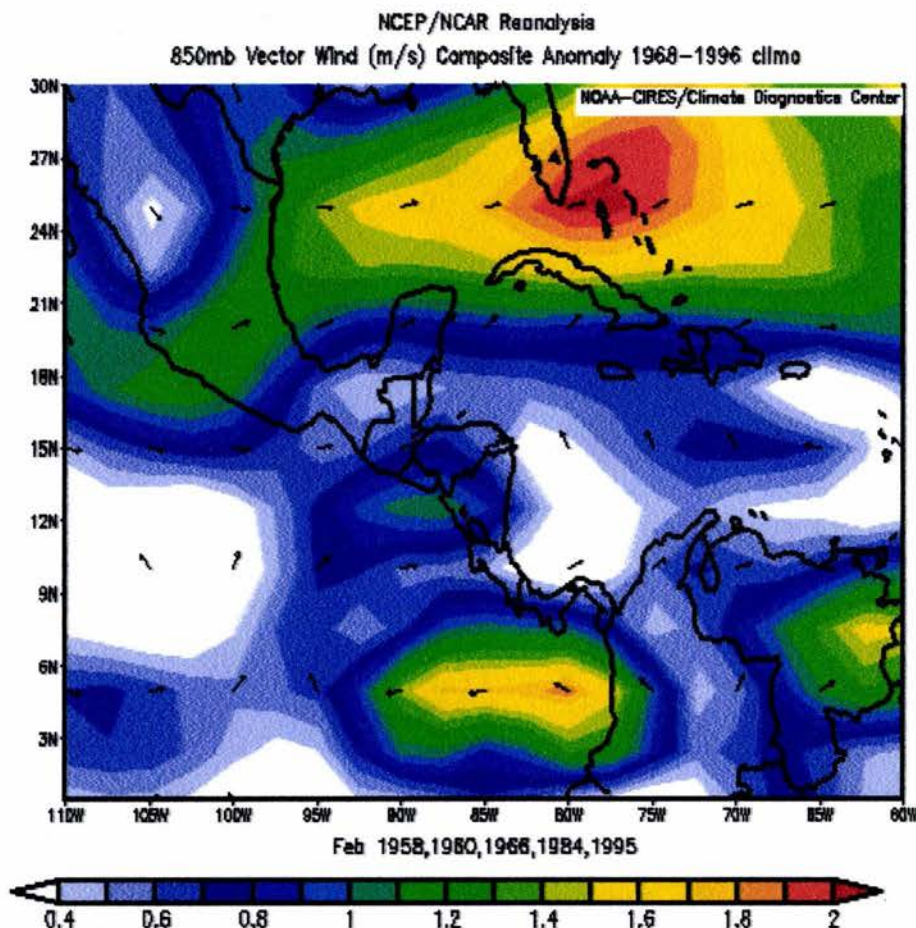 NCEP/NCAR Reanalysis
850mb Vector Wind (m/s) Composite Anomaly 1968-1996 climo
NOAA-CIRES/Climate Diagnostics Center
30N
27N
24N
21N
18N
15N
12N
9N
6N
3N
110W 105W 100W 95W 90W 85W 80W 75W 70W 65W 60W
Feb 1958,1960,1966,1984,1995
0.4 0.6 0.8 1 1.2 1.4 1.6 1.8 2